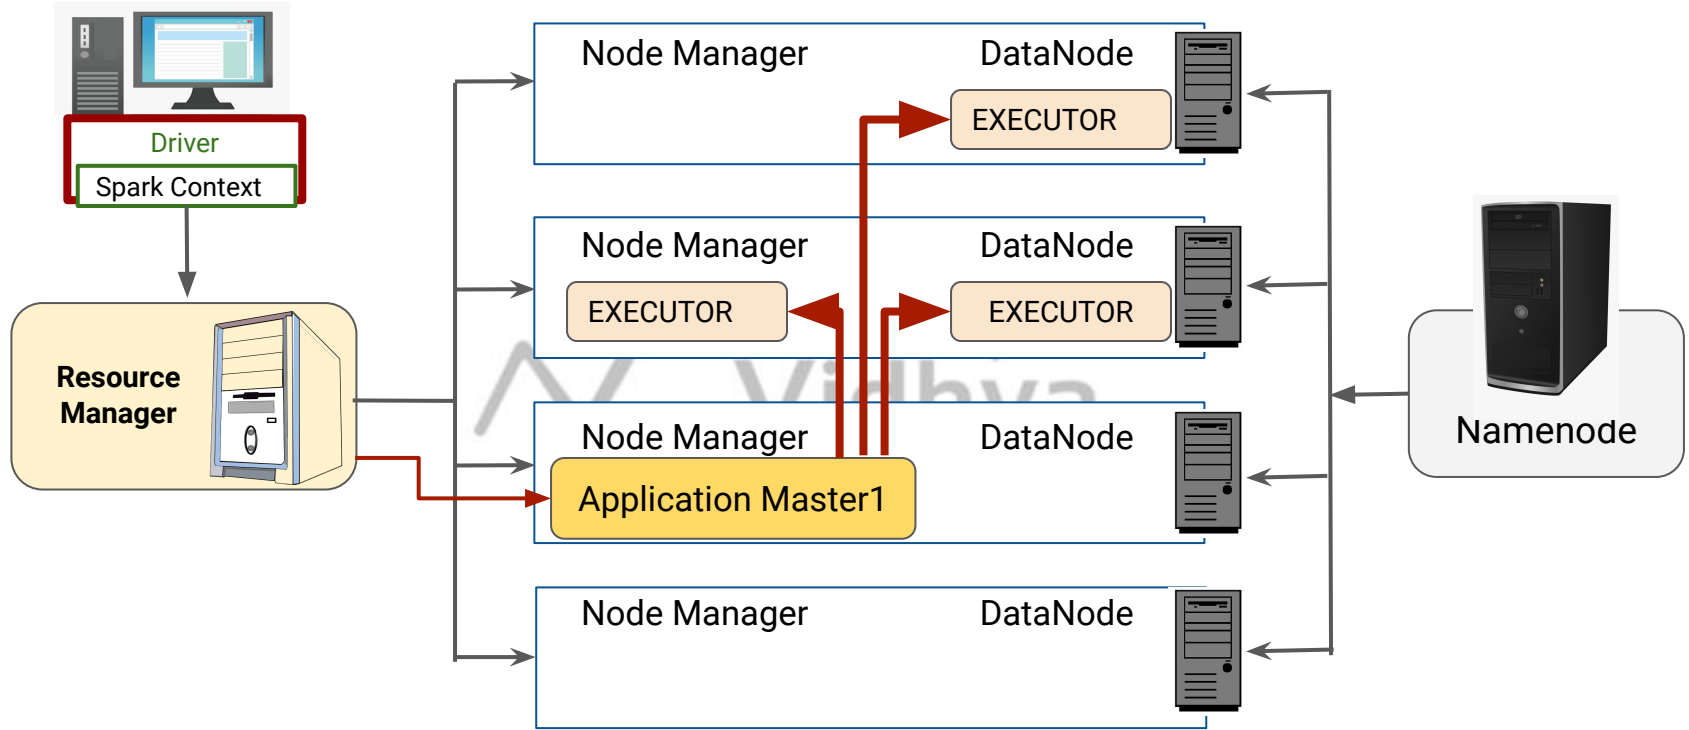 Driver
Spark Context
Resource
Manager
Node Manager DataNode
EXECUTOR
Node Manager DataNode
EXECUTOR EXECUTOR
Vidhya
Node Manager DataNode
Application Master1
Node Manager DataNode
Namenode